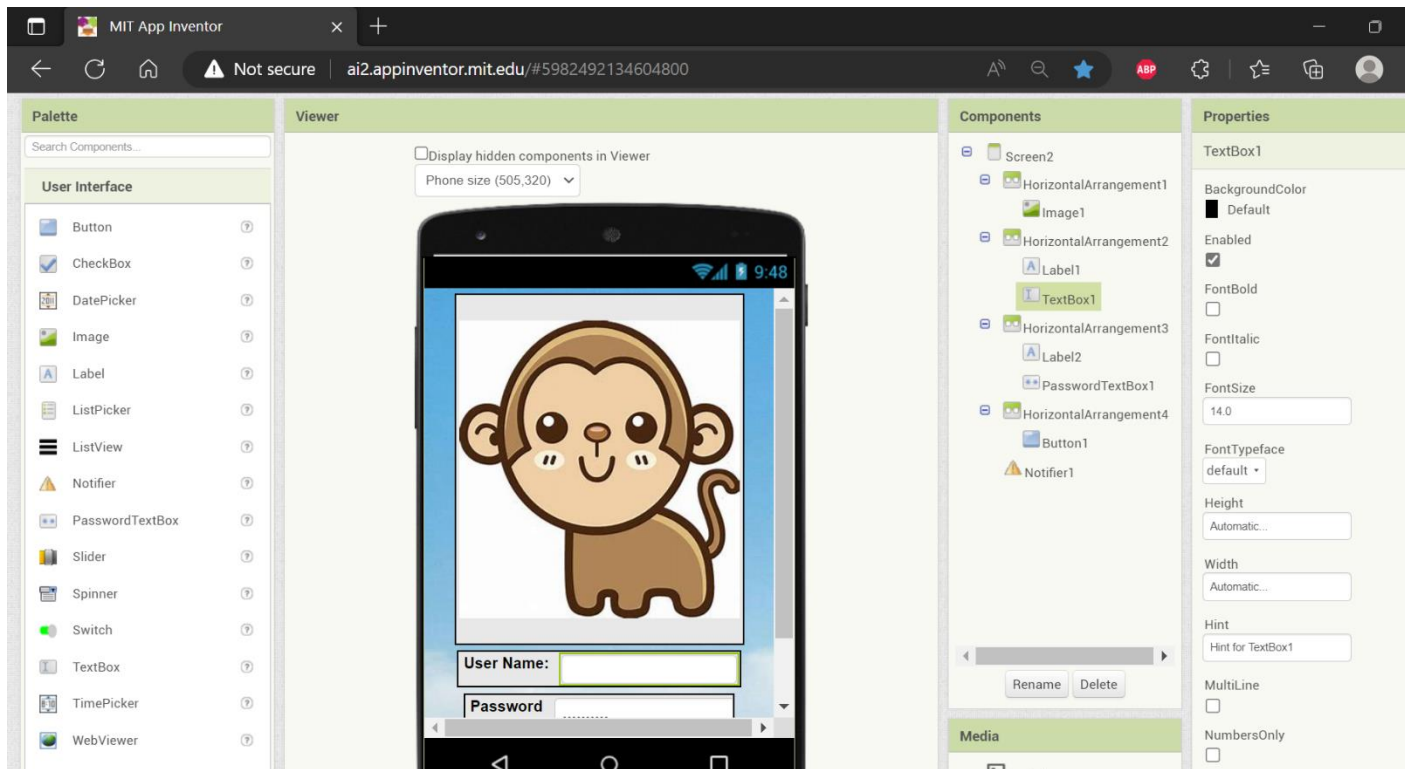 MIT App Inventor
Not secure ai2.appinventor.mit.edu/#5982492134604800
ABP
Palette
Search Components...
User Interface
Button
CheckBox
DatePicker
Image
Label
ListPicker
ListView
Notifier
PasswordTextBox
Slider
Spinner
Switch
TextBox
TimePicker
WebViewer
Viewer
Display hidden components in Viewer
Phone size (505,320)
9:48
User Name:
Password
Components
Screen2
HorizontalArrangement1
Image1
HorizontalArrangement2
Label1
TextBox1
HorizontalArrangement3
Label2
PasswordTextBox1
HorizontalArrangement4
Button1
Notifier1
Rename Delete
Media
Properties
TextBox1
BackgroundColor
Default
Enabled
FontBold
FontItalic
FontSize
14.0
FontTypeface
default
Height
Automatic...
Width
Automatic...
Hint
Hint for TextBox1
MultiLine
NumbersOnly